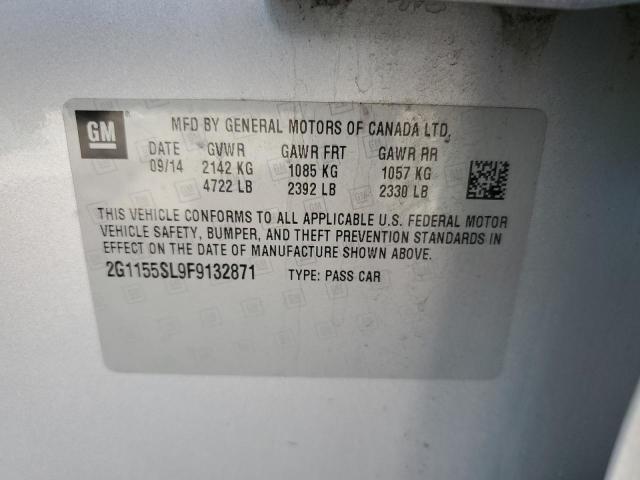 GM
MFD BY GENERAL MOTORS OF CANADA LTD.
DATE GVWR GAWR FRT GAWR RR
09/14 2142 KG 1085 KG 1057 KG
4722 LB 2392 LB 2330 LB
THIS VEHICLE CONFORMS TO ALL APPLICABLE U.S. FEDERAL MOTOR
VEHICLE SAFETY, BUMPER, AND THEFT PREVENTION STANDARDS IN
EFFECT ON THE DATE OF MANUFACTURE SHOWN ABOVE.
2G1155SL9F9132871 TYPE: PASS CAR